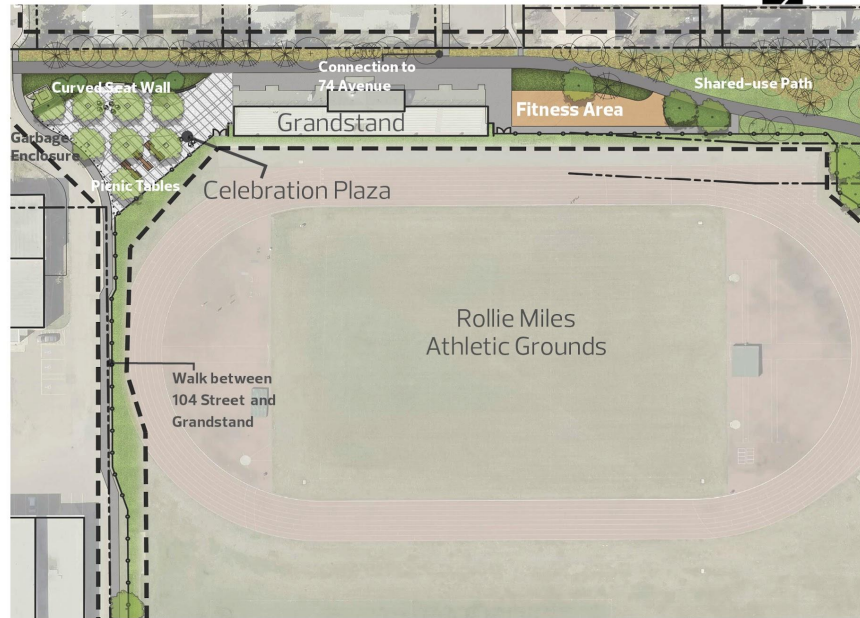 Connection to
74 Avenue
Curved Seat Wall
Shared-use Path
Fitness Area
Grandstand
Garbage
Enclosure
Picnic Tables
Celebration Plaza
Rollie Miles
Athletic Grounds
Walk between
104 Street and
Grandstand